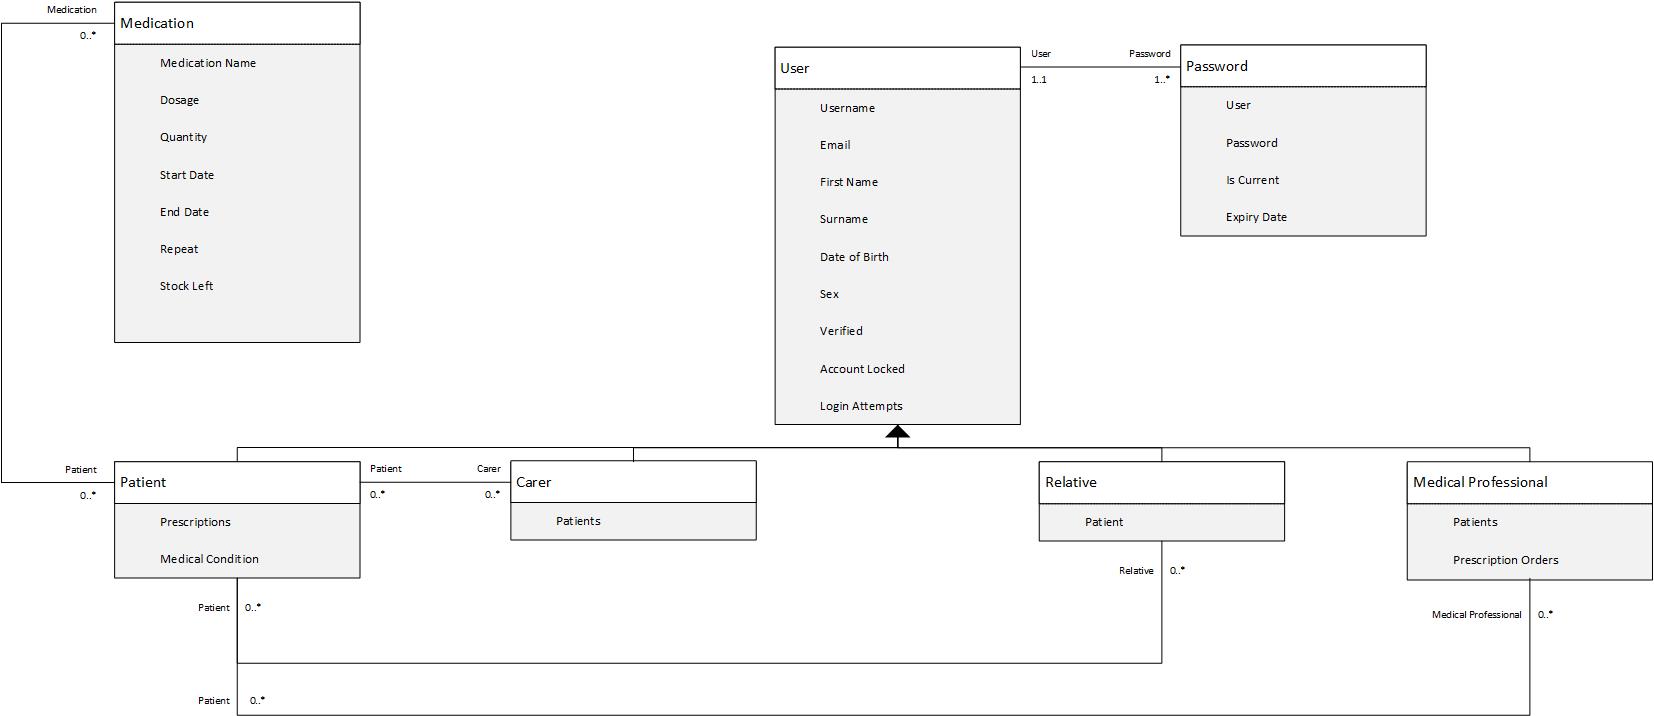 Medication
0..*
Medication
Medication Name
Dosage
Quantity
Start Date
End Date
Repeat
Stock Left
User
Username
Email
First Name
Surname
Date of Birth
Sex
Verified
Account Locked
Login Attempts
User
1..1
Password
1..*
Password
User
Password
Is Current
Expiry Date
Patient
0..*
Patient
Prescriptions
Medical Condition
Patient
0..*
Carer
0..*
Carer
Patients
Relative
Patient
Relative
0..*
Medical Professional
Patients
Prescription Orders
Medical Professional
0..*
Patient
0..*
Patient
0..*